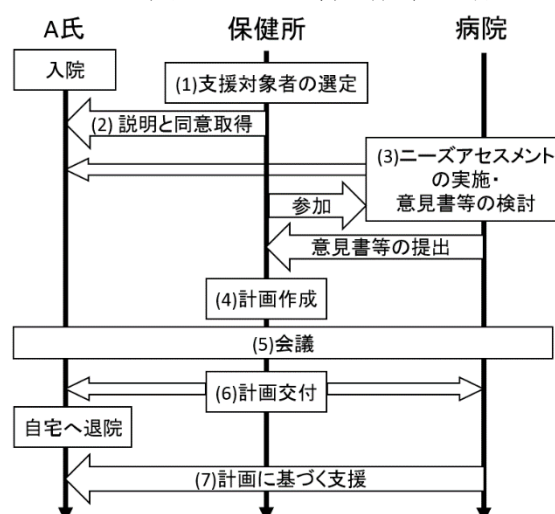 A氏
保健所
病院
入院
(1)支援対象者の選定
(2) 説明と同意取得
(3)ニーズアセスメント
の実施・
意見書等の検討
参加
意見書等の提出
(4)計画作成
(5)会議
(6)計画交付
自宅へ退院
(7)計画に基づく支援